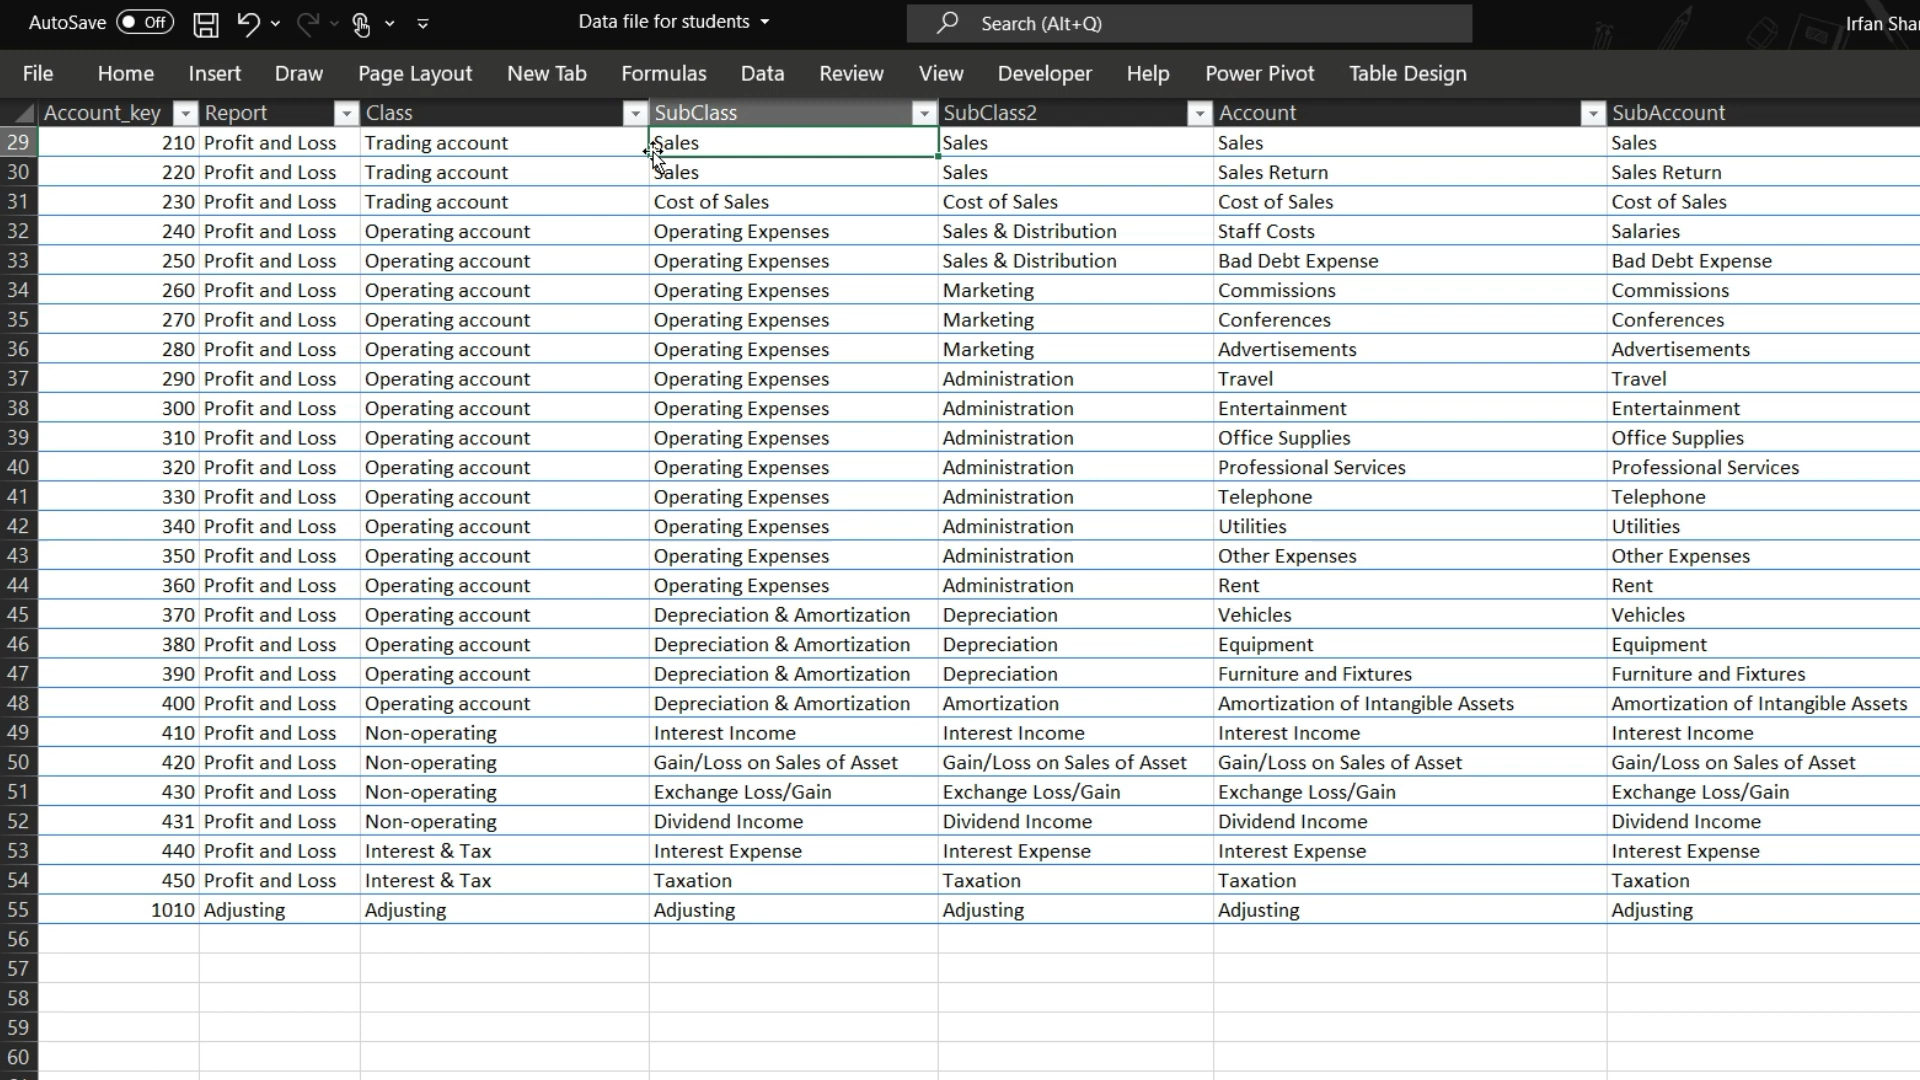 AutoSave Off Data file for students Search (Alt+Q) Irfan Shar
File Home Insert Draw Page Layout New Tab Formulas Data Review View Developer Help Power Pivot Table Design
Account_key Report Class SubClass SubClass2 Account SubAccount
29 210 Profit and Loss Trading account Sales Sales Sales Sales
30 220 Profit and Loss Trading account Sales Sales Sales Return Sales Return
31 230 Profit and Loss Trading account Cost of Sales Cost of Sales Cost of Sales Cost of Sales
32 240 Profit and Loss Operating account Operating Expenses Sales & Distribution Staff Costs Salaries
33 250 Profit and Loss Operating account Operating Expenses Sales & Distribution Bad Debt Expense Bad Debt Expense
34 260 Profit and Loss Operating account Operating Expenses Marketing Commissions Commissions
35 270 Profit and Loss Operating account Operating Expenses Marketing Conferences Conferences
36 280 Profit and Loss Operating account Operating Expenses Marketing Advertisements Advertisements
37 290 Profit and Loss Operating account Operating Expenses Administration Travel Travel
38 300 Profit and Loss Operating account Operating Expenses Administration Entertainment Entertainment
39 310 Profit and Loss Operating account Operating Expenses Administration Office Supplies Office Supplies
40 320 Profit and Loss Operating account Operating Expenses Administration Professional Services Professional Services
41 330 Profit and Loss Operating account Operating Expenses Administration Telephone Telephone
42 340 Profit and Loss Operating account Operating Expenses Administration Utilities Utilities
43 350 Profit and Loss Operating account Operating Expenses Administration Other Expenses Other Expenses
44 360 Profit and Loss Operating account Operating Expenses Administration Rent Rent
45 370 Profit and Loss Operating account Depreciation & Amortization Depreciation Vehicles Vehicles
46 380 Profit and Loss Operating account Depreciation & Amortization Depreciation Equipment Equipment
47 390 Profit and Loss Operating account Depreciation & Amortization Depreciation Furniture and Fixtures Furniture and Fixtures
48 400 Profit and Loss Operating account Depreciation & Amortization Amortization Amortization of Intangible Assets Amortization of Intangible Assets
49 410 Profit and Loss Non-operating Interest Income Interest Income Interest Income Interest Income
50 420 Profit and Loss Non-operating Gain/Loss on Sales of Asset Gain/Loss on Sales of Asset Gain/Loss on Sales of Asset Gain/Loss on Sales of Asset
51 430 Profit and Loss Non-operating Exchange Loss/Gain Exchange Loss/Gain Exchange Loss/Gain Exchange Loss/Gain
52 431 Profit and Loss Non-operating Dividend Income Dividend Income Dividend Income Dividend Income
53 440 Profit and Loss Interest & Tax Interest Expense Interest Expense Interest Expense Interest Expense
54 450 Profit and Loss Interest & Tax Taxation Taxation Taxation Taxation
55 1010 Adjusting Adjusting Adjusting Adjusting Adjusting Adjusting
56
57
58
59
60